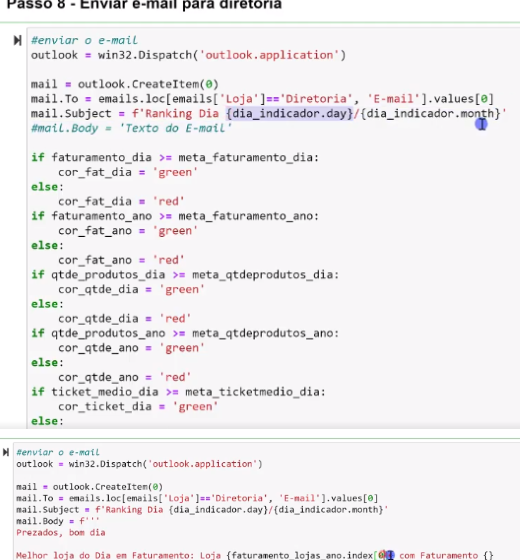 Passo 8 - Enviar e-mail para diretoria
#enviar o e-mail
outlook = win32.Dispatch('outlook.application')
mail = outlook.CreateItem(0)
mail.To = emails.loc[emails['Loja']=='Diretoria', 'E-mail'].values[0]
mail.Subject = f'Ranking Dia {dia_indicador.day}/{dia_indicador.month}'
#mail.Body = 'Texto do E-mail'
if faturamento_dia >= meta_faturamento_dia:
    cor_fat_dia = 'green'
else:
    cor_fat_dia = 'red'
if faturamento_ano >= meta_faturamento_ano:
    cor_fat_ano = 'green'
else:
    cor_fat_ano = 'red'
if qtde_produtos_dia >= meta_qtdeprodutos_dia:
    cor_qtde_dia = 'green'
else:
    cor_qtde_dia = 'red'
if qtde_produtos_ano >= meta_qtdeprodutos_ano:
    cor_qtde_ano = 'green'
else:
    cor_qtde_ano = 'red'
if ticket_medio_dia >= meta_ticketmedio_dia:
    cor_ticket_dia = 'green'
else:
#enviar o e-mail
outlook = win32.Dispatch('outlook.application')
mail = outlook.CreateItem(0)
mail.To = emails.loc[emails['Loja']=='Diretoria', 'E-mail'].values[0]
mail.Subject = f'Ranking Dia {dia_indicador.day}/{dia_indicador.month}'
mail.Body = f'''
Prezados, bom dia
Melhor loja do Dia em Faturamento: Loja {faturamento_lojas_ano.index[ com Faturamento {}